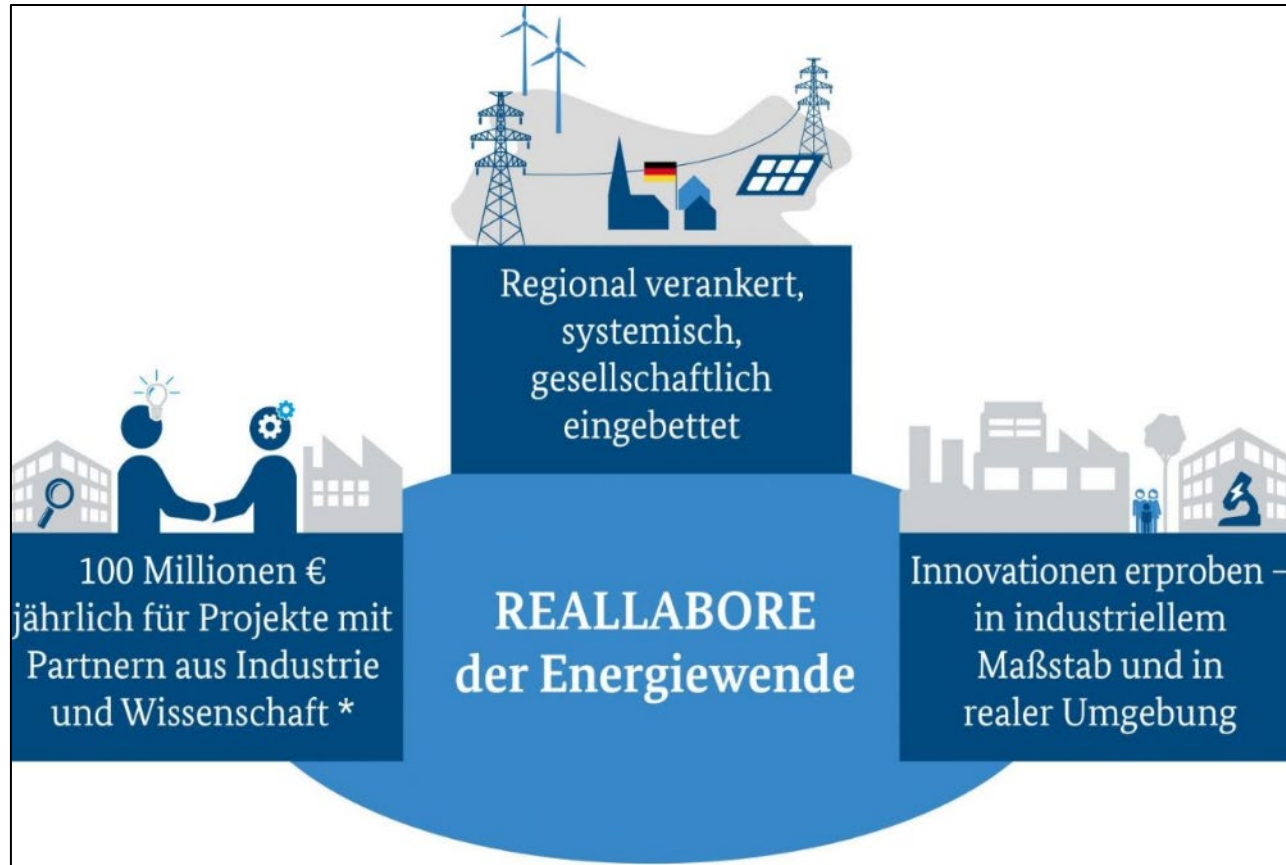 Regional verankert,
systemisch,
gesellschaftlich
eingebettet
100 Millionen €
jährlich für Projekte mit
Partnern aus Industrie
und Wissenschaft *
REALLABORE
der Energiewende
Innovationen erproben –
in industriellem
Maßstab und in
realer Umgebung